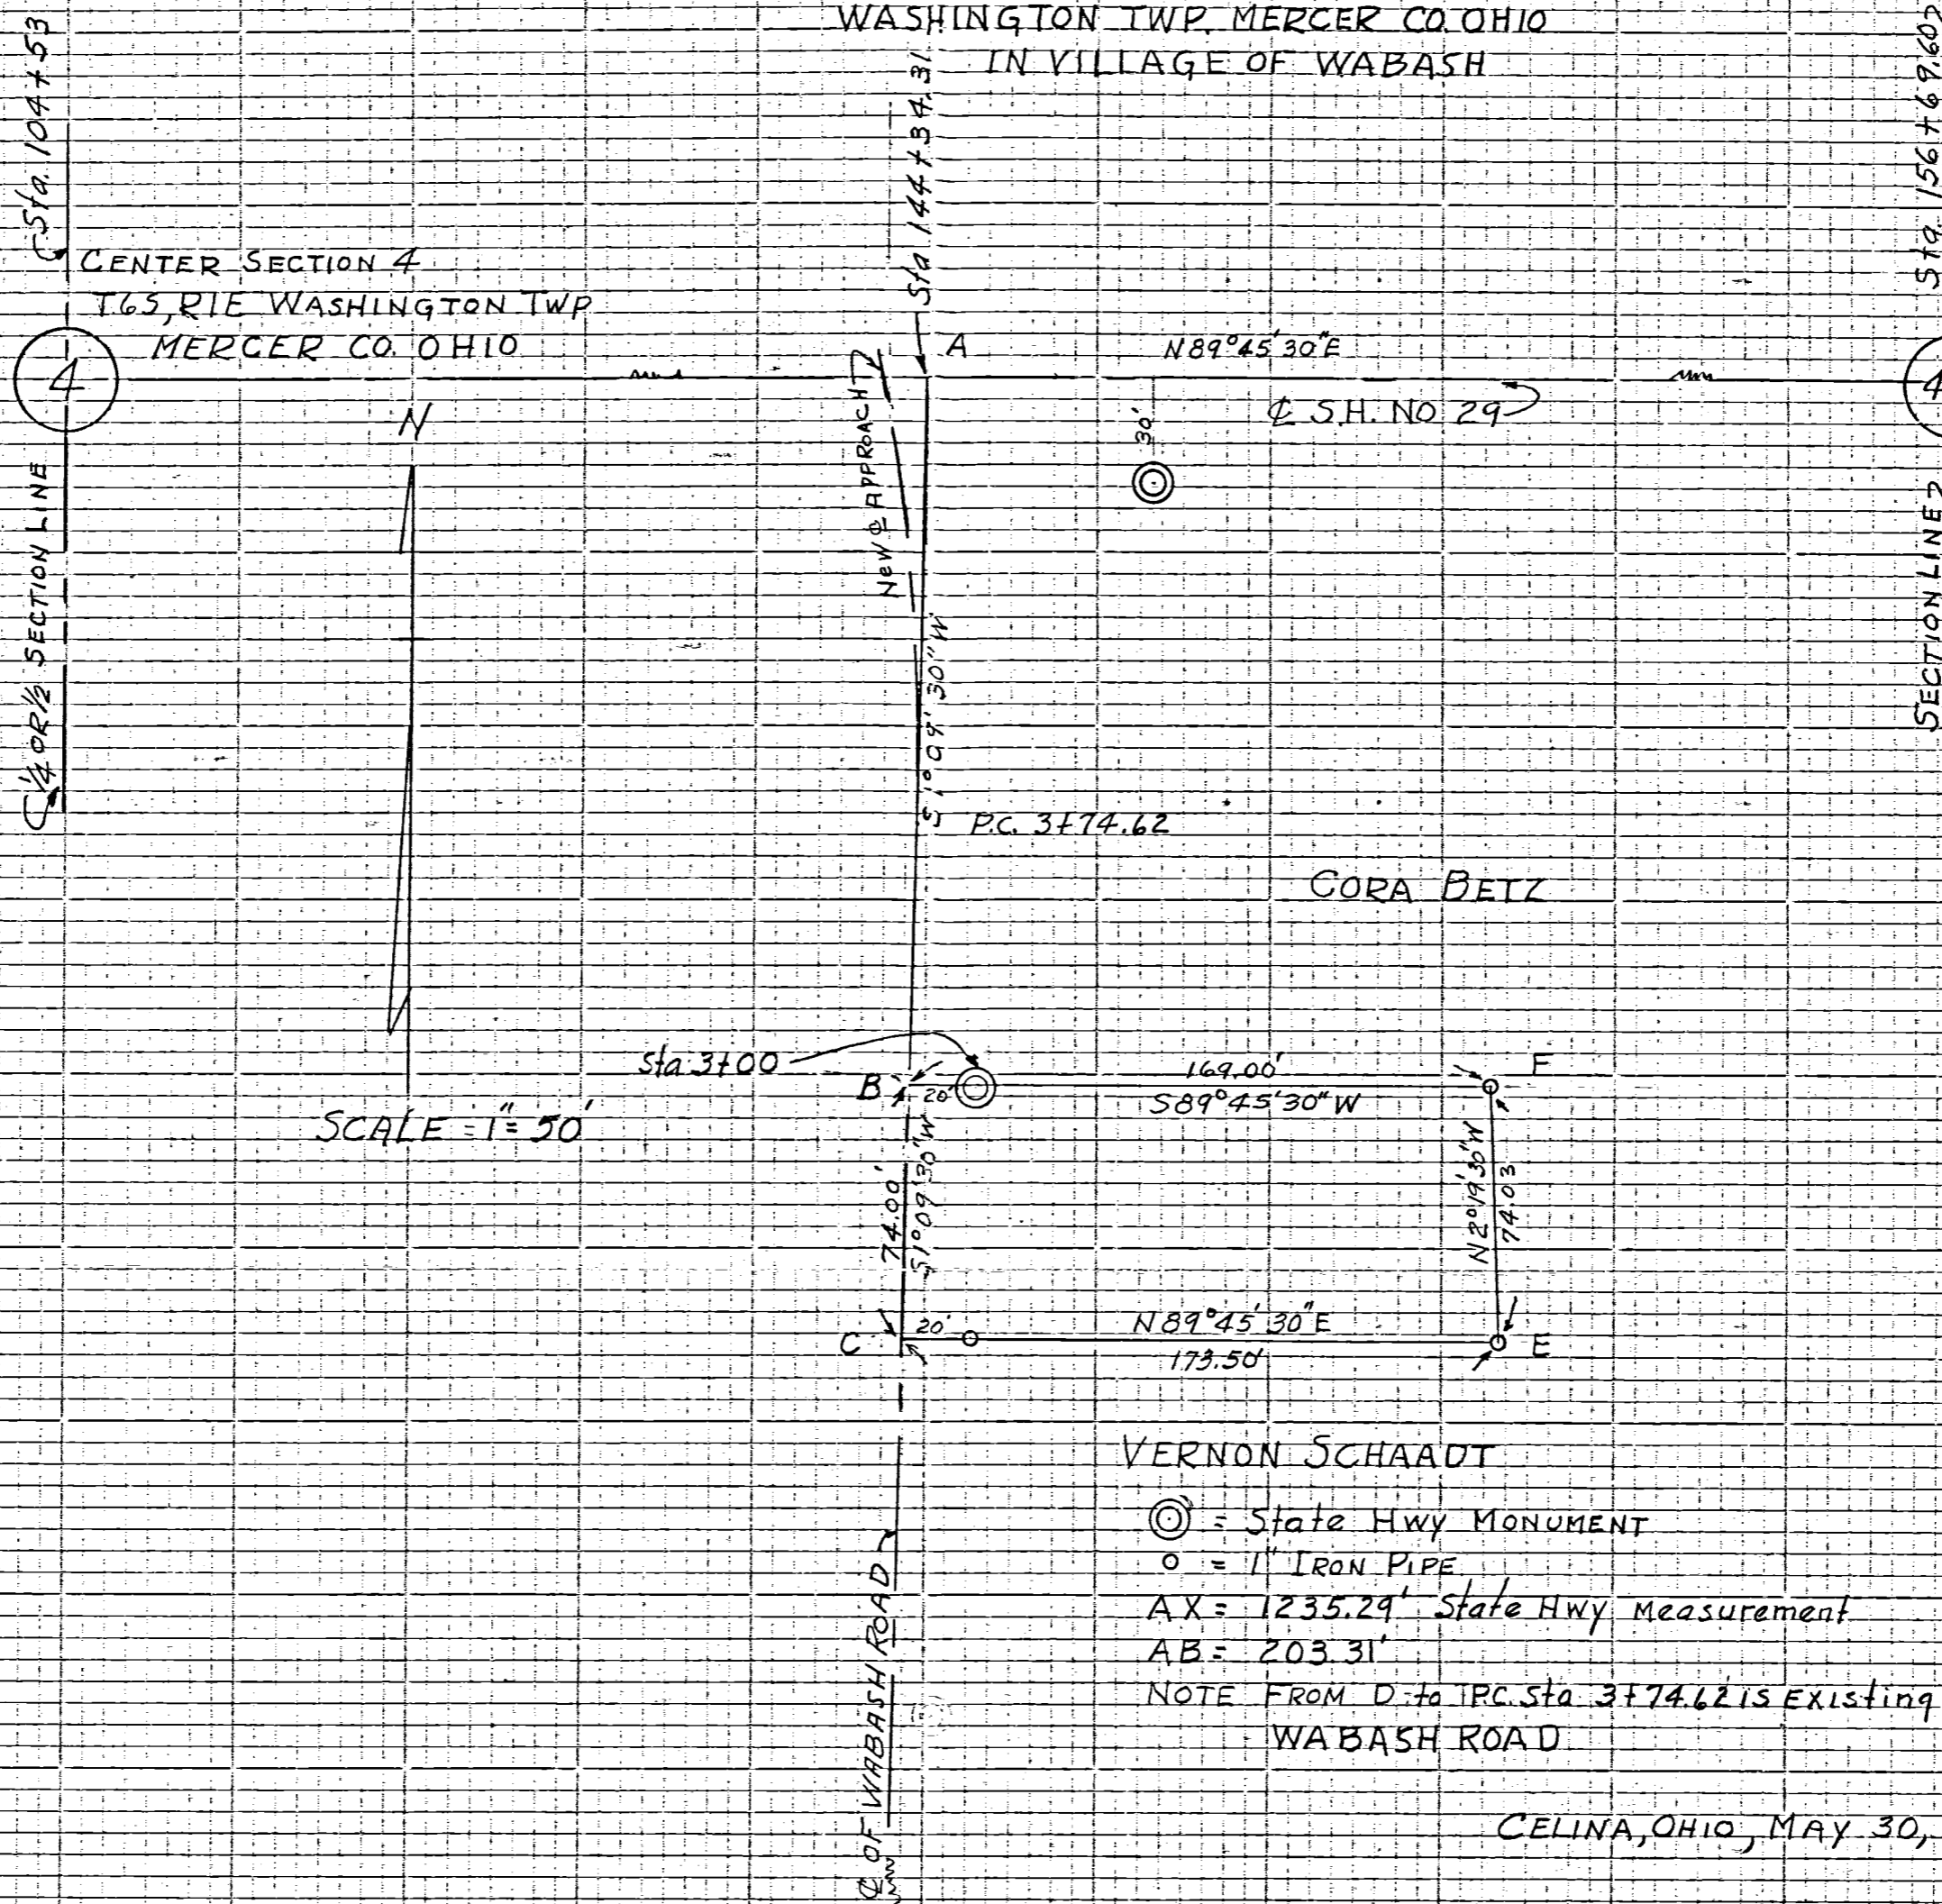 WASHINGTON TWP. MERCER CO. OHIO
IN VILLAGE OF WABASH
Sta. 104+53
Sta 144+34.31
Sta. 156+69.60
CENTER SECTION 4
T6S, R1E WASHINGTON TWP
MERCER CO. OHIO
4
A
N89°45'30"E
4
N
℄ S.H. NO 29
30'
NEW ℄ APPROACH
1/4 OR 1/2 SECTION LINE
SECTION LINE
S1°09'30"W
P.C. 3+74.62
CORA BETZ
Sta 3+00
B
20'
169.00'
F
S89°45'30"W
SCALE = 1" = 50'
74.00'
S1°09'30"W
N2°19'30"W
74.03
C
20'
N89°45'30"E
E
173.50'
VERNON SCHAADT
◎ = State Hwy MONUMENT
o = 1" IRON PIPE
AX = 1235.29' State Hwy Measurement
AB = 203.31'
NOTE FROM D to P.C. Sta 3+74.62 is Existing
WABASH ROAD
℄ OF WABASH ROAD
CELINA, OHIO, MAY 30,